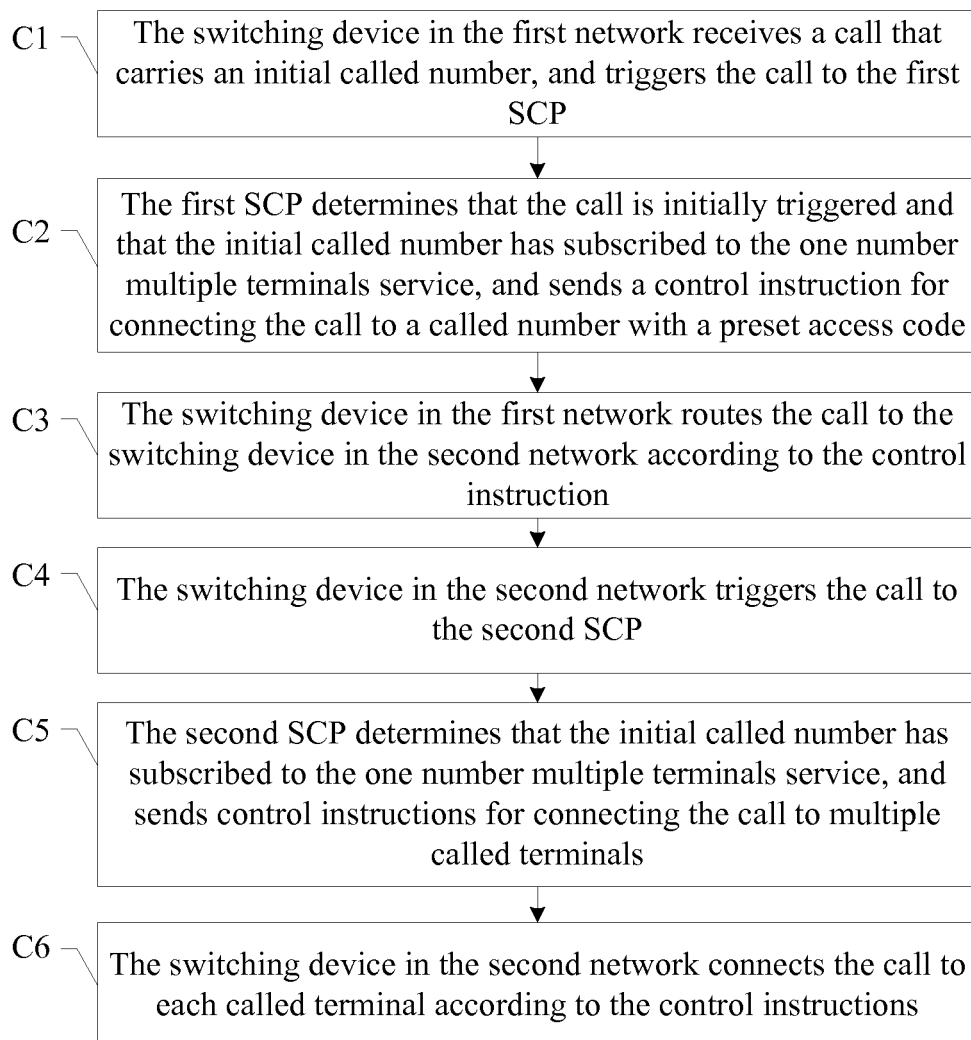 C1
The switching device in the first network receives a call that
carries an initial called number, and triggers the call to the first
SCP
C2
The first SCP determines that the call is initially triggered and
that the initial called number has subscribed to the one number
multiple terminals service, and sends a control instruction for
connecting the call to a called number with a preset access code
C3
The switching device in the first network routes the call to the
switching device in the second network according to the control
instruction
C4
The switching device in the second network triggers the call to
the second SCP
C5
The second SCP determines that the initial called number has
subscribed to the one number multiple terminals service, and
sends control instructions for connecting the call to multiple
called terminals
C6
The switching device in the second network connects the call to
each called terminal according to the control instructions